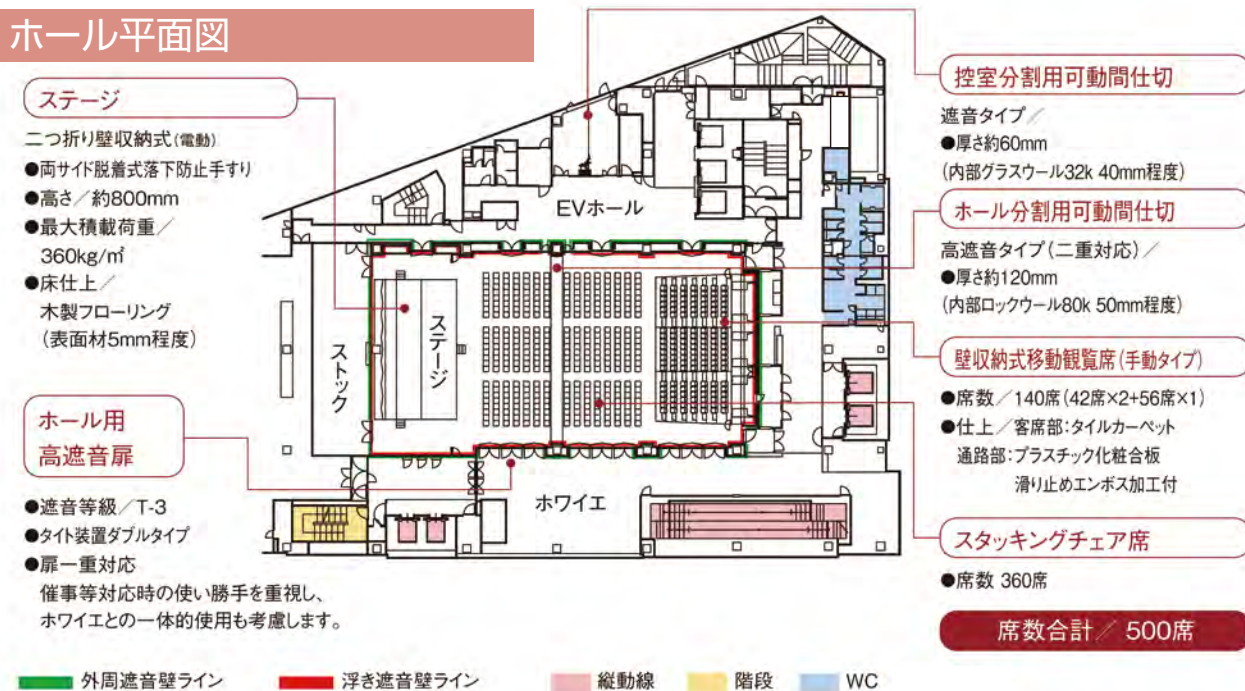 ホール平面図
ステージ
二つ折り壁収納式(電動)
●両サイド脱着式落下防止手すり
●高さ／約800mm
●最大積載荷重／
360kg/㎡
●床仕上／
木製フローリング
(表面材5mm程度)
ホール用
高遮音扉
●遮音等級／T-3
●タイト装置ダブルタイプ
●扉一重対応
催事等対応時の使い勝手を重視し、
ホワイエとの一体的使用も考慮します。
EVホール
ストック
ステージ
ホワイエ
控室分割用可動間仕切
遮音タイプ／
●厚さ約60mm
(内部グラスウール32k 40mm程度)
ホール分割用可動間仕切
高遮音タイプ(二重対応)／
●厚さ約120mm
(内部ロックウール80k 50mm程度)
壁収納式移動観覧席(手動タイプ)
●席数／140席(42席×2+56席×1)
●仕上／客席部:タイルカーペット
通路部:プラスチック化粧合板
滑り止めエンボス加工付
スタッキングチェア席
●席数 360席
席数合計／ 500席
外周遮音壁ライン
浮き遮音壁ライン
縦動線
階段
WC